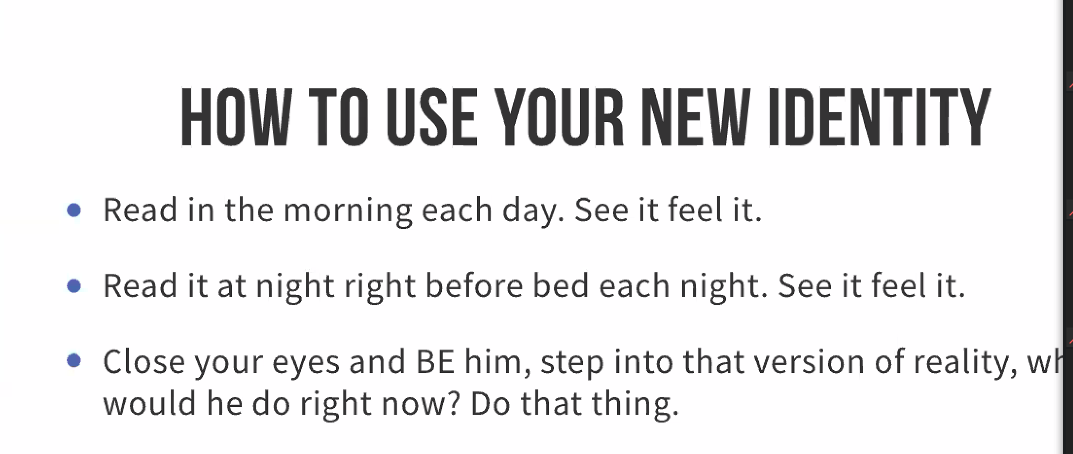 HOW TO USE YOUR NEW IDENTITY
Read in the morning each day. See it feel it.
Read it at night right before bed each night. See it feel it.
Close your eyes and BE him, step into that version of reality,
would he do right now? Do that thing.